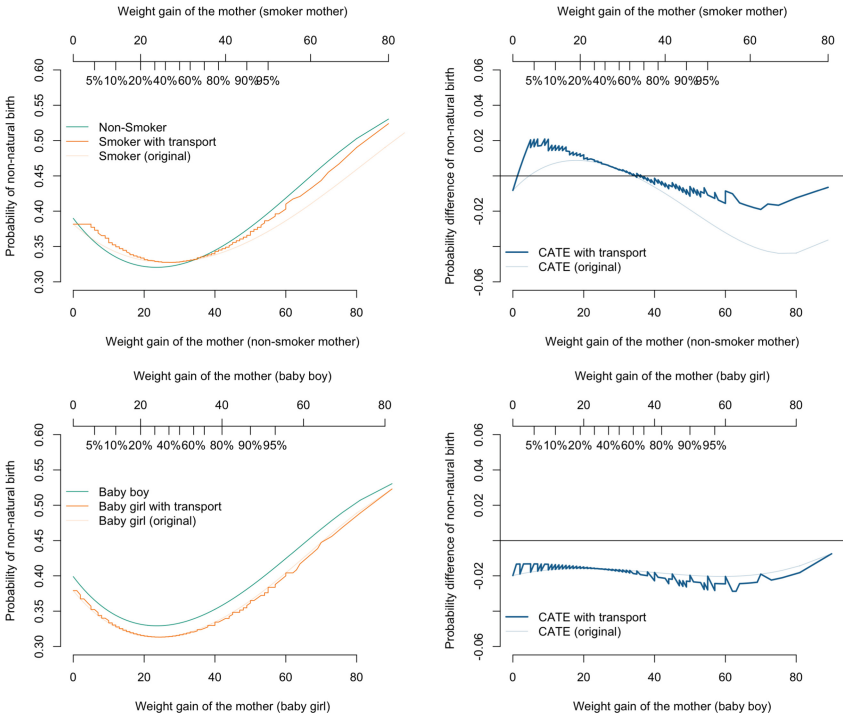 Weight gain of the mother (smoker mother)
0 20 40 60 80
5% 10% 20% 40% 60% 80% 90% 95%
Probability of non-natural birth
0.60
0.55
0.50
0.45
0.40
0.35
0.30
Non-Smoker
Smoker with transport
Smoker (original)
0 20 40 60 80
Weight gain of the mother (non-smoker mother)
Weight gain of the mother (smoker mother)
0 20 40 60 80
5% 10% 20% 40% 60% 80% 90% 95%
Probability difference of non-natural birth
0.06
0.02
-0.02
-0.06
CATE with transport
CATE (original)
0 20 40 60 80
Weight gain of the mother (non-smoker mother)
Weight gain of the mother (baby boy)
0 20 40 60 80
5% 10% 20% 40% 60% 80% 90% 95%
Probability of non-natural birth
0.60
0.55
0.50
0.45
0.40
0.35
0.30
Baby boy
Baby girl with transport
Baby girl (original)
0 20 40 60 80
Weight gain of the mother (baby girl)
Weight gain of the mother (baby girl)
0 20 40 60 80
5% 10% 20% 40% 60% 80% 90% 95%
Probability difference of non-natural birth
0.06
0.02
-0.02
-0.06
CATE with transport
CATE (original)
0 20 40 60 80
Weight gain of the mother (baby boy)